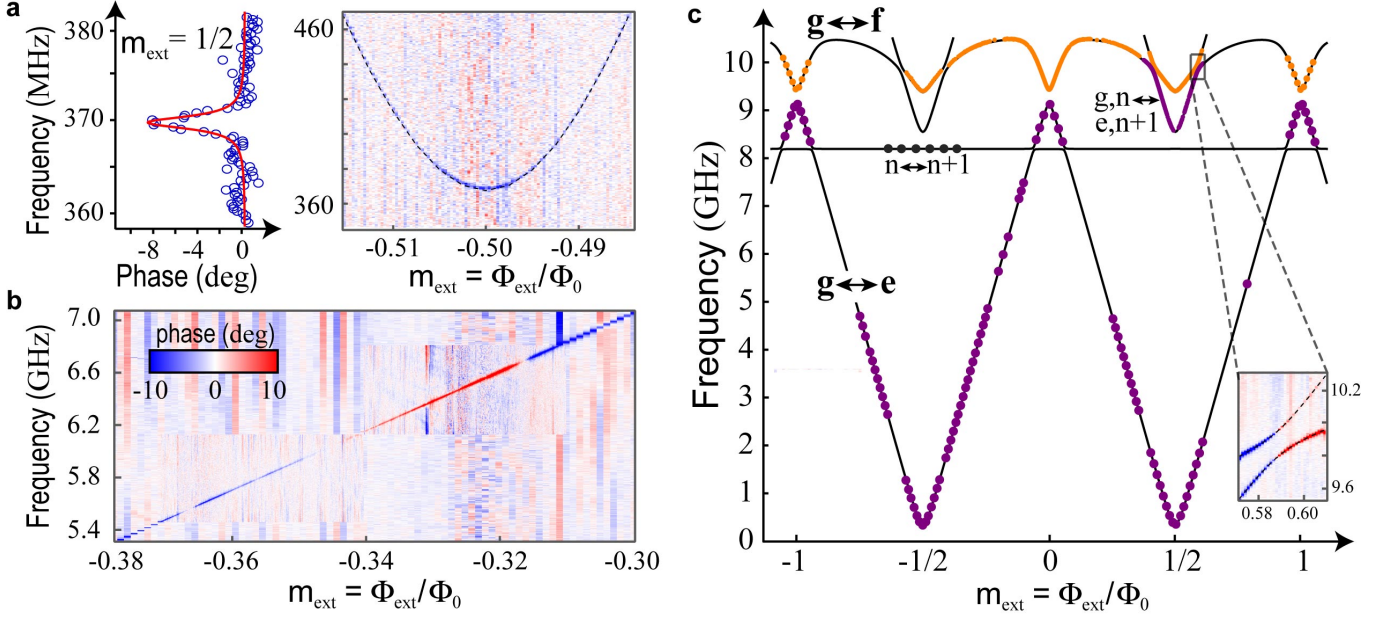 a
Frequency (MHz)
380
370
360
m_ext = 1/2
-8
-4
0
Phase (deg)
460
360
-0.51
-0.50
-0.49
m_ext = Φ_ext/Φ_0
b
Frequency (GHz)
7.0
6.6
6.2
5.8
5.4
phase (deg)
-10
0
10
-0.38
-0.36
-0.34
-0.32
-0.30
m_ext = Φ_ext/Φ_0
c
Frequency (GHz)
10
9
8
7
6
5
4
3
2
1
0
g↔f
g,n↔
e,n+1
n↔n+1
g↔e
10.2
9.6
0.58
0.60
-1
-1/2
0
1/2
1
m_ext = Φ_ext/Φ_0